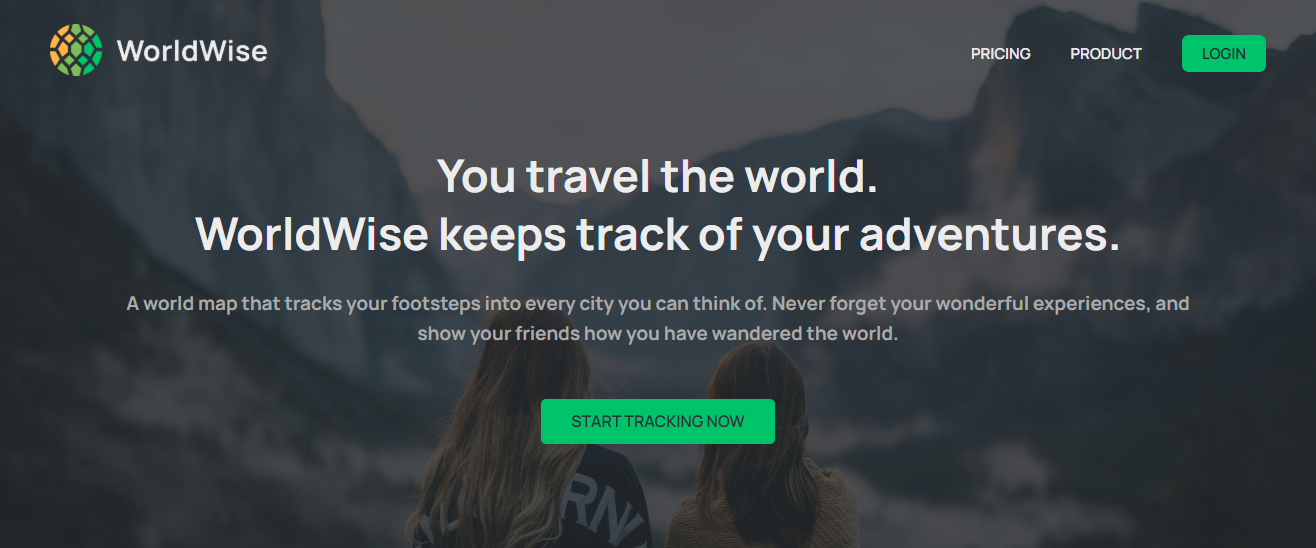 WorldWise
PRICING
PRODUCT
LOGIN
You travel the world.
WorldWise keeps track of your adventures.
A world map that tracks your footsteps into every city you can think of. Never forget your wonderful experiences, and
show your friends how you have wandered the world.
START TRACKING NOW